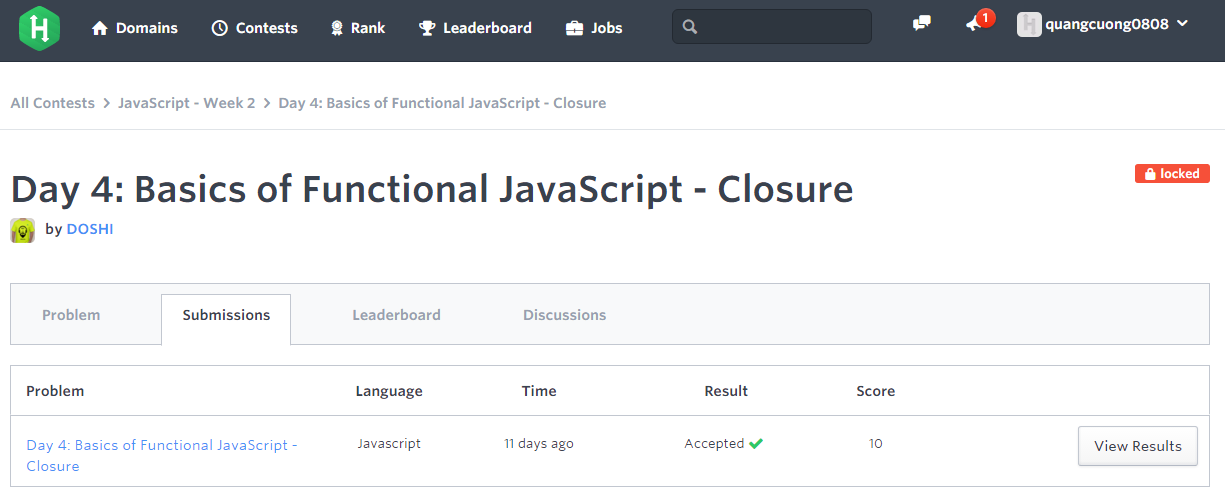 H Domains Contests Rank Leaderboard Jobs 1 quangcuong0808
All Contests > JavaScript - Week 2 > Day 4: Basics of Functional JavaScript - Closure
Day 4: Basics of Functional JavaScript - Closure
locked
by DOSHI
Problem Submissions Leaderboard Discussions
Problem Language Time Result Score
Day 4: Basics of Functional JavaScript - Javascript 11 days ago Accepted 10 View Results
Closure